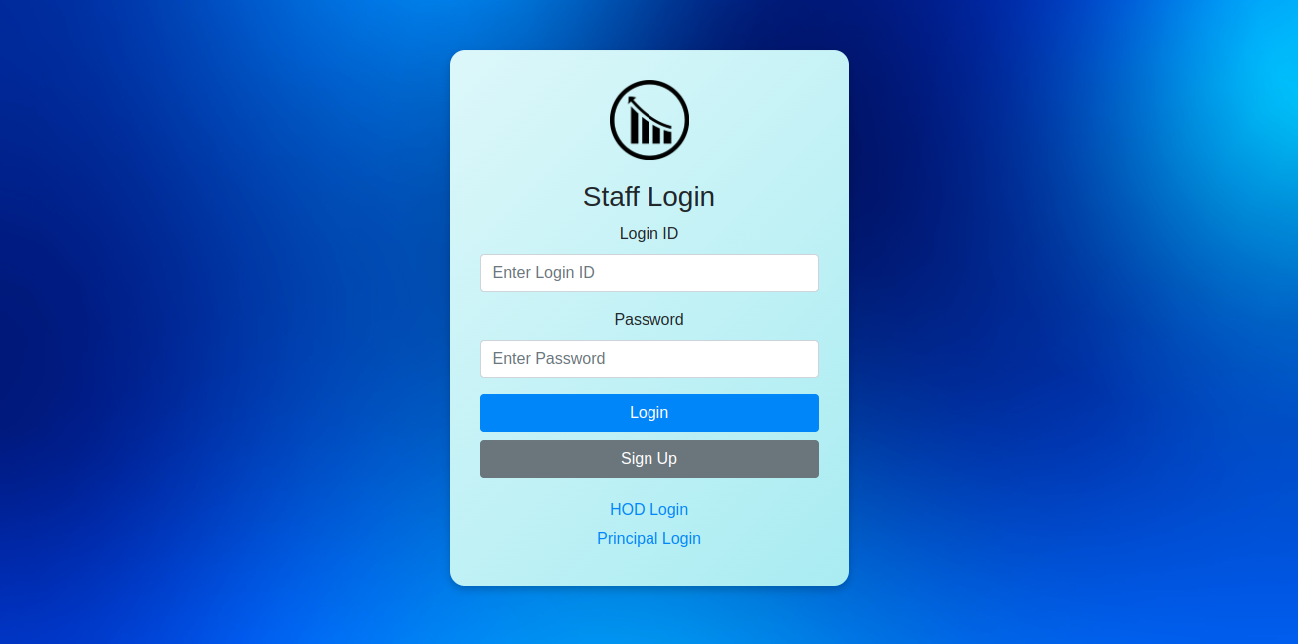 Staff Login
Login ID
Enter Login ID
Password
Enter Password
Login
Sign Up
HOD Login
Principal Login